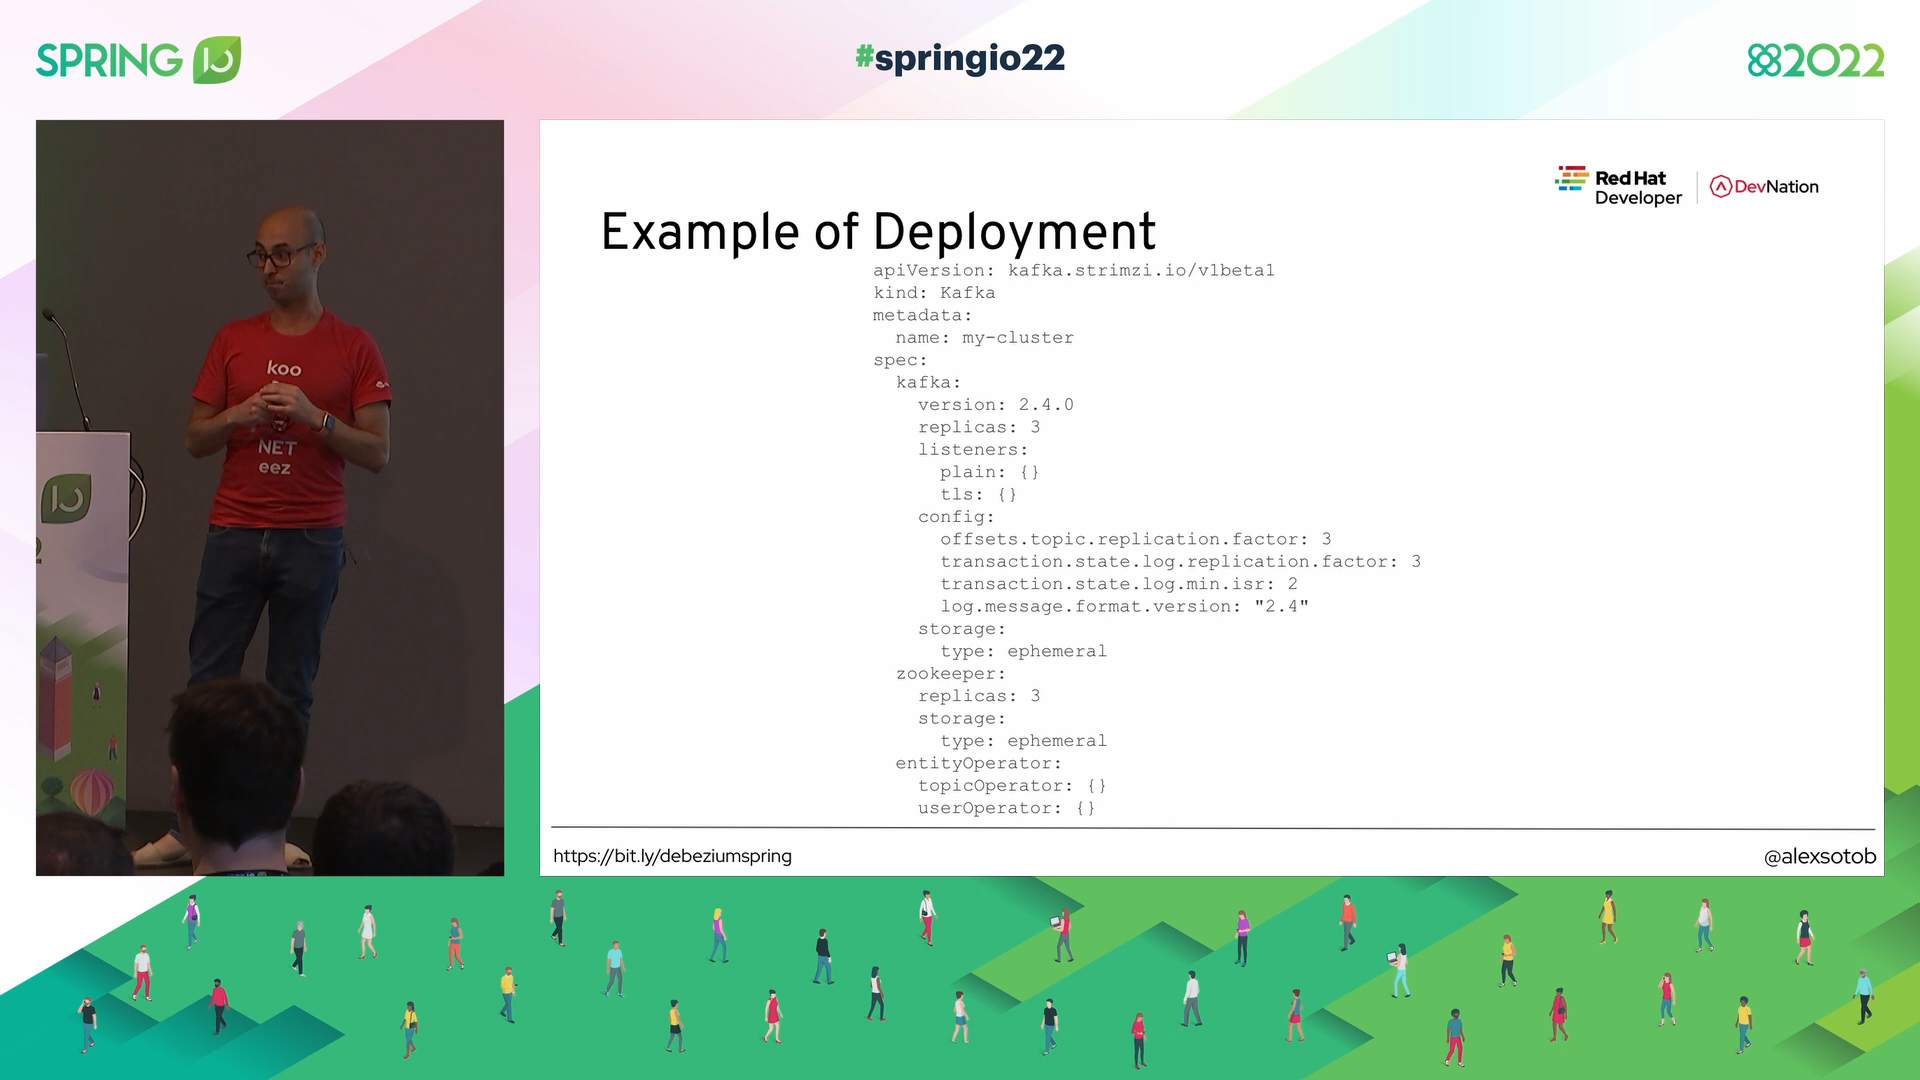 SPRING IO
#springio22
2022
koo
NET
eez
Red Hat
Developer
DevNation
Example of Deployment
apiVersion: kafka.strimzi.io/v1beta1
kind: Kafka
metadata:
  name: my-cluster
spec:
  kafka:
    version: 2.4.0
    replicas: 3
    listeners:
      plain: {}
      tls: {}
    config:
      offsets.topic.replication.factor: 3
      transaction.state.log.replication.factor: 3
      transaction.state.log.min.isr: 2
      log.message.format.version: "2.4"
    storage:
      type: ephemeral
  zookeeper:
    replicas: 3
    storage:
      type: ephemeral
  entityOperator:
    topicOperator: {}
    userOperator: {}
https://bit.ly/debeziumspring
@alexsotob